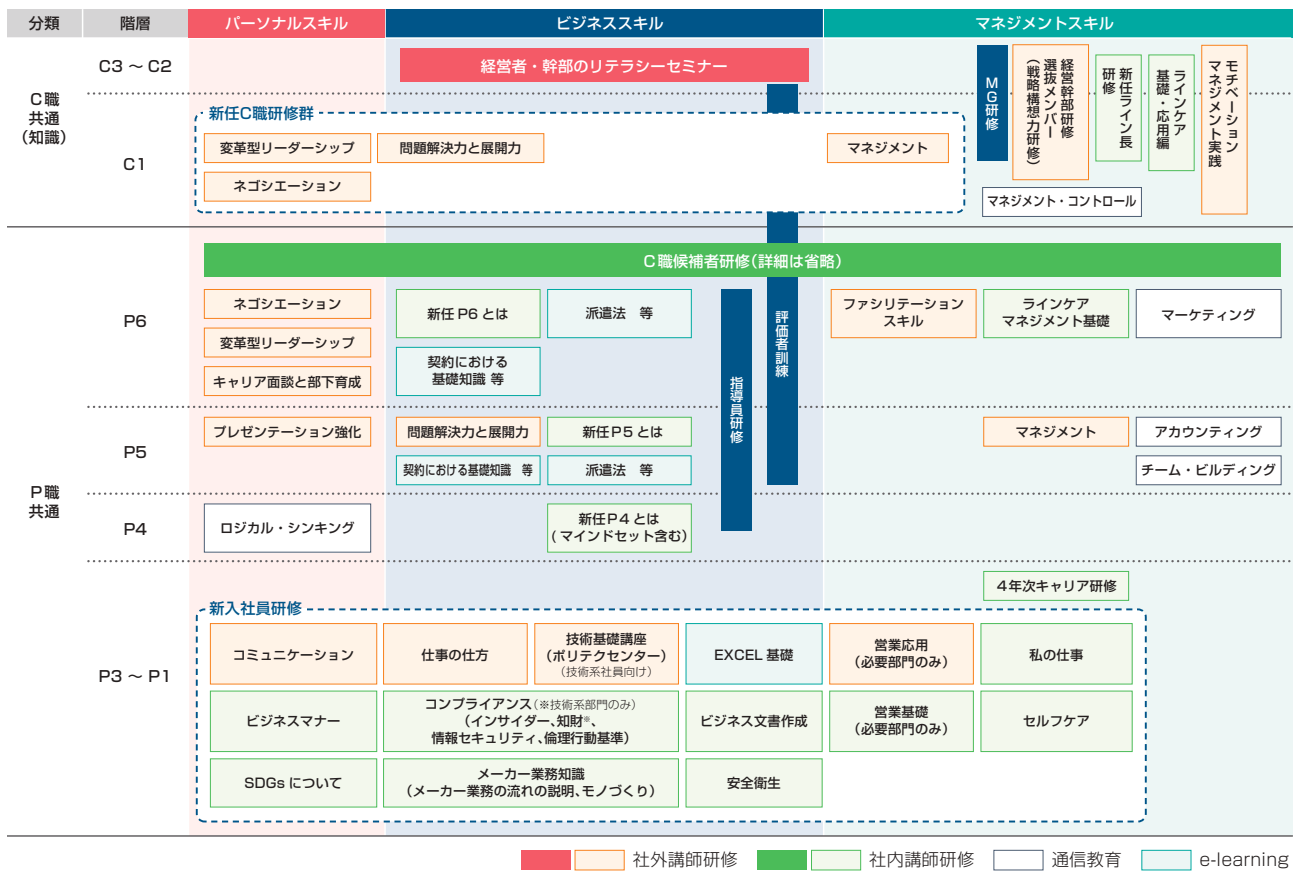 分類
階層
パーソナルスキル
ビジネススキル
マネジメントスキル
C職
共通
(知識)
C3 ～ C2
経営者・幹部のリテラシーセミナー
C1
新任C職研修群
変革型リーダーシップ
問題解決力と展開力
マネジメント
ネゴシエーション
MG研修
経営幹部研修
選抜メンバー
(戦略構想力研修)
新任ライン長
研修
ラインケア
基礎・応用編
モチベーション
マネジメント実践
マネジメント・コントロール
P職
共通
C職候補者研修(詳細は省略)
P6
ネゴシエーション
変革型リーダーシップ
キャリア面談と部下育成
新任 P6 とは
派遣法　等
契約における
基礎知識 等
指導員研修
評価者訓練
ファシリテーション
スキル
ラインケア
マネジメント基礎
マーケティング
P5
プレゼンテーション強化
問題解決力と展開力
新任P5 とは
契約における基礎知識　等
派遣法　等
マネジメント
アカウンティング
チーム・ビルディング
P4
ロジカル・シンキング
新任P4 とは
(マインドセット含む)
P3 ～ P1
4年次キャリア研修
新入社員研修
コミュニケーション
仕事の仕方
技術基礎講座
(ポリテクセンター)
(技術系社員向け)
EXCEL 基礎
営業応用
(必要部門のみ)
私の仕事
ビジネスマナー
コンプライアンス(※技術系部門のみ)
(インサイダー、知財※、
情報セキュリティ、倫理行動基準)
ビジネス文書作成
営業基礎
(必要部門のみ)
セルフケア
SDGs について
メーカー業務知識
(メーカー業務の流れの説明、モノづくり)
安全衛生
社外講師研修
社内講師研修
通信教育
e-learning